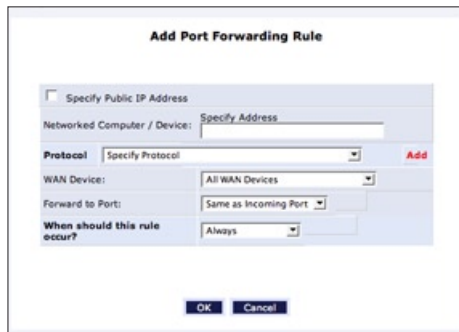 Add Port Forwarding Rule
Specify Public IP Address
Specify Address
Networked Computer / Device:
Protocol Specify Protocol Add
WAN Device: All WAN Devices
Forward to Port: Same as Incoming Port
When should this rule occur? Always
OK Cancel